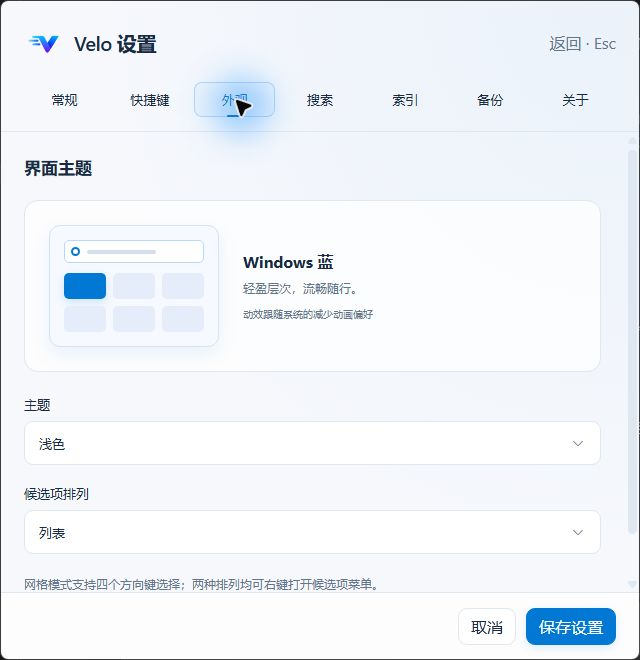 Velo 设置
返回 · Esc
常规 快捷键 外观 搜索 索引 备份 关于
界面主题
Windows 蓝
轻盈层次，流畅随行。
动效跟随系统的减少动画偏好
主题
浅色
候选项排列
列表
网格模式支持四个方向键选择；两种排列均可右键打开候选项菜单。
取消 保存设置